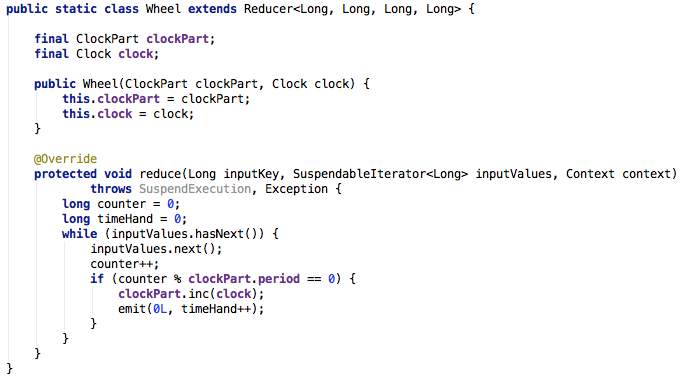 public static class Wheel extends Reducer<Long, Long, Long, Long> {
final ClockPart clockPart;
final Clock clock;
public Wheel(ClockPart clockPart, Clock clock) {
this.clockPart = clockPart;
this.clock = clock;
}
@Override
protected void reduce(Long inputKey, SuspendableIterator<Long> inputValues, Context context)
throws SuspendExecution, Exception {
long counter = 0;
long timeHand = 0;
while (inputValues.hasNext()) {
inputValues.next();
counter++;
if (counter % clockPart.period == 0) {
clockPart.inc(clock);
emit(0L, timeHand++);
}
}
}
}